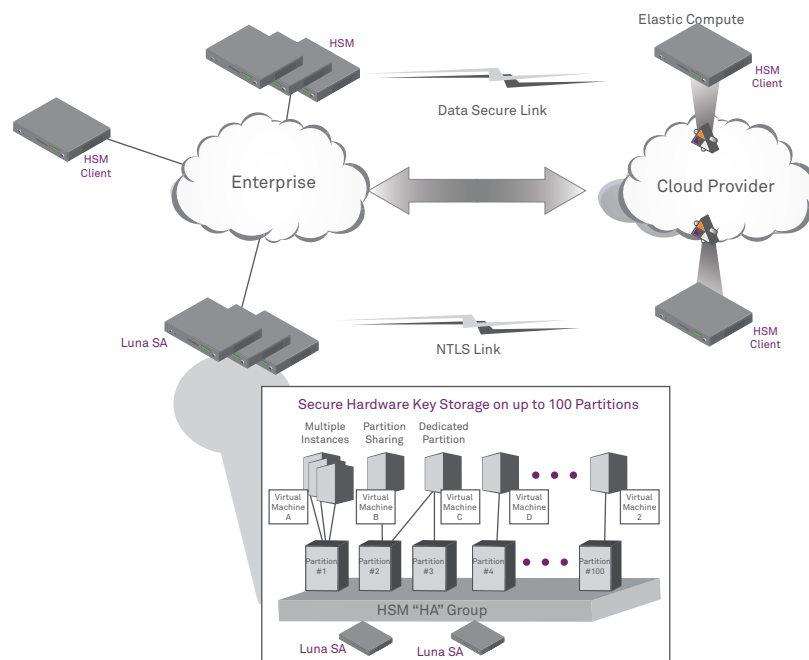 Elastic Compute
HSM
HSM
Client
Data Secure Link
HSM
Client
Enterprise
Cloud Provider
Luna SA
NTLS Link
HSM
Client
Secure Hardware Key Storage on up to 100 Partitions
Multiple
Instances
Partition
Sharing
Dedicated
Partition
Virtual
Machine
A
Virtual
Machine
B
Virtual
Machine
C
Virtual
Machine
D
Virtual
Machine
2
Partition
#1
Partition
#2
Partition
#3
Partition
#4
Partition
#100
HSM “HA” Group
Luna SA
Luna SA